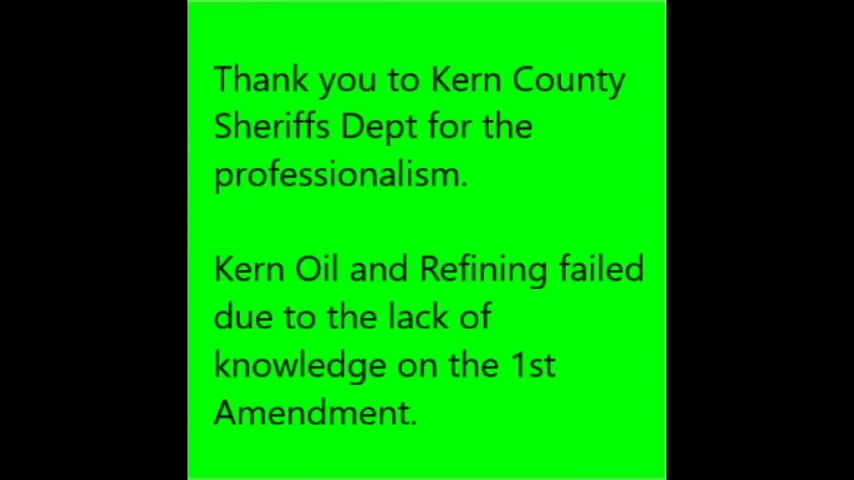 Thank you to Kern County
Sheriffs Dept for the
professionalism.
Kern Oil and Refining failed
due to the lack of
knowledge on the 1st
Amendment.